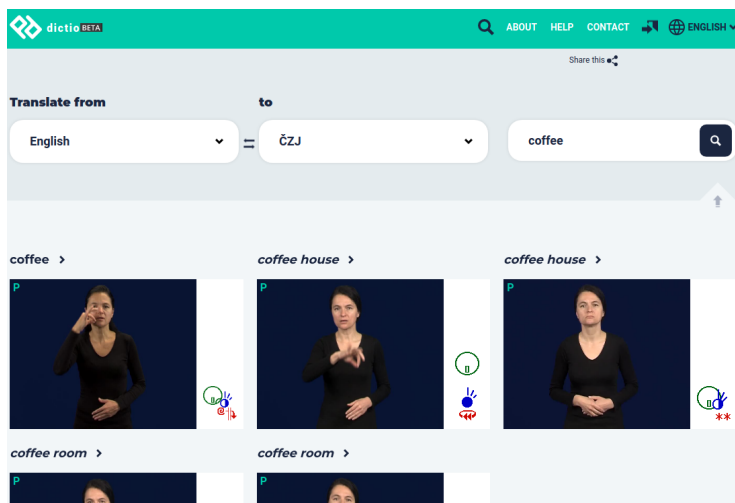 dictio BETA
ABOUT HELP CONTACT ENGLISH
Share this
Translate from to
English ČZJ coffee
coffee > coffee house > coffee house >
P P P
coffee room > coffee room >
P P